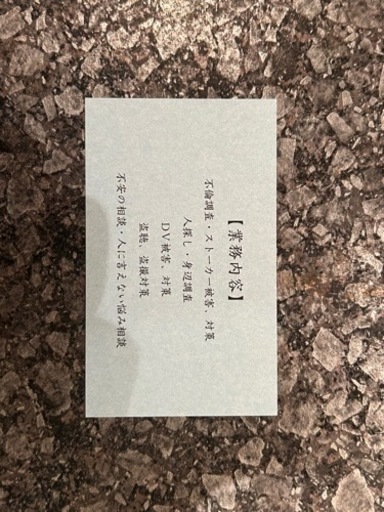 【業務内容】
不倫調査・ストーカー被害、対策
人探し・身辺調査
DV被害、対策
盗聴、盗撮対策
不安の相談・人に言えない悩み相談